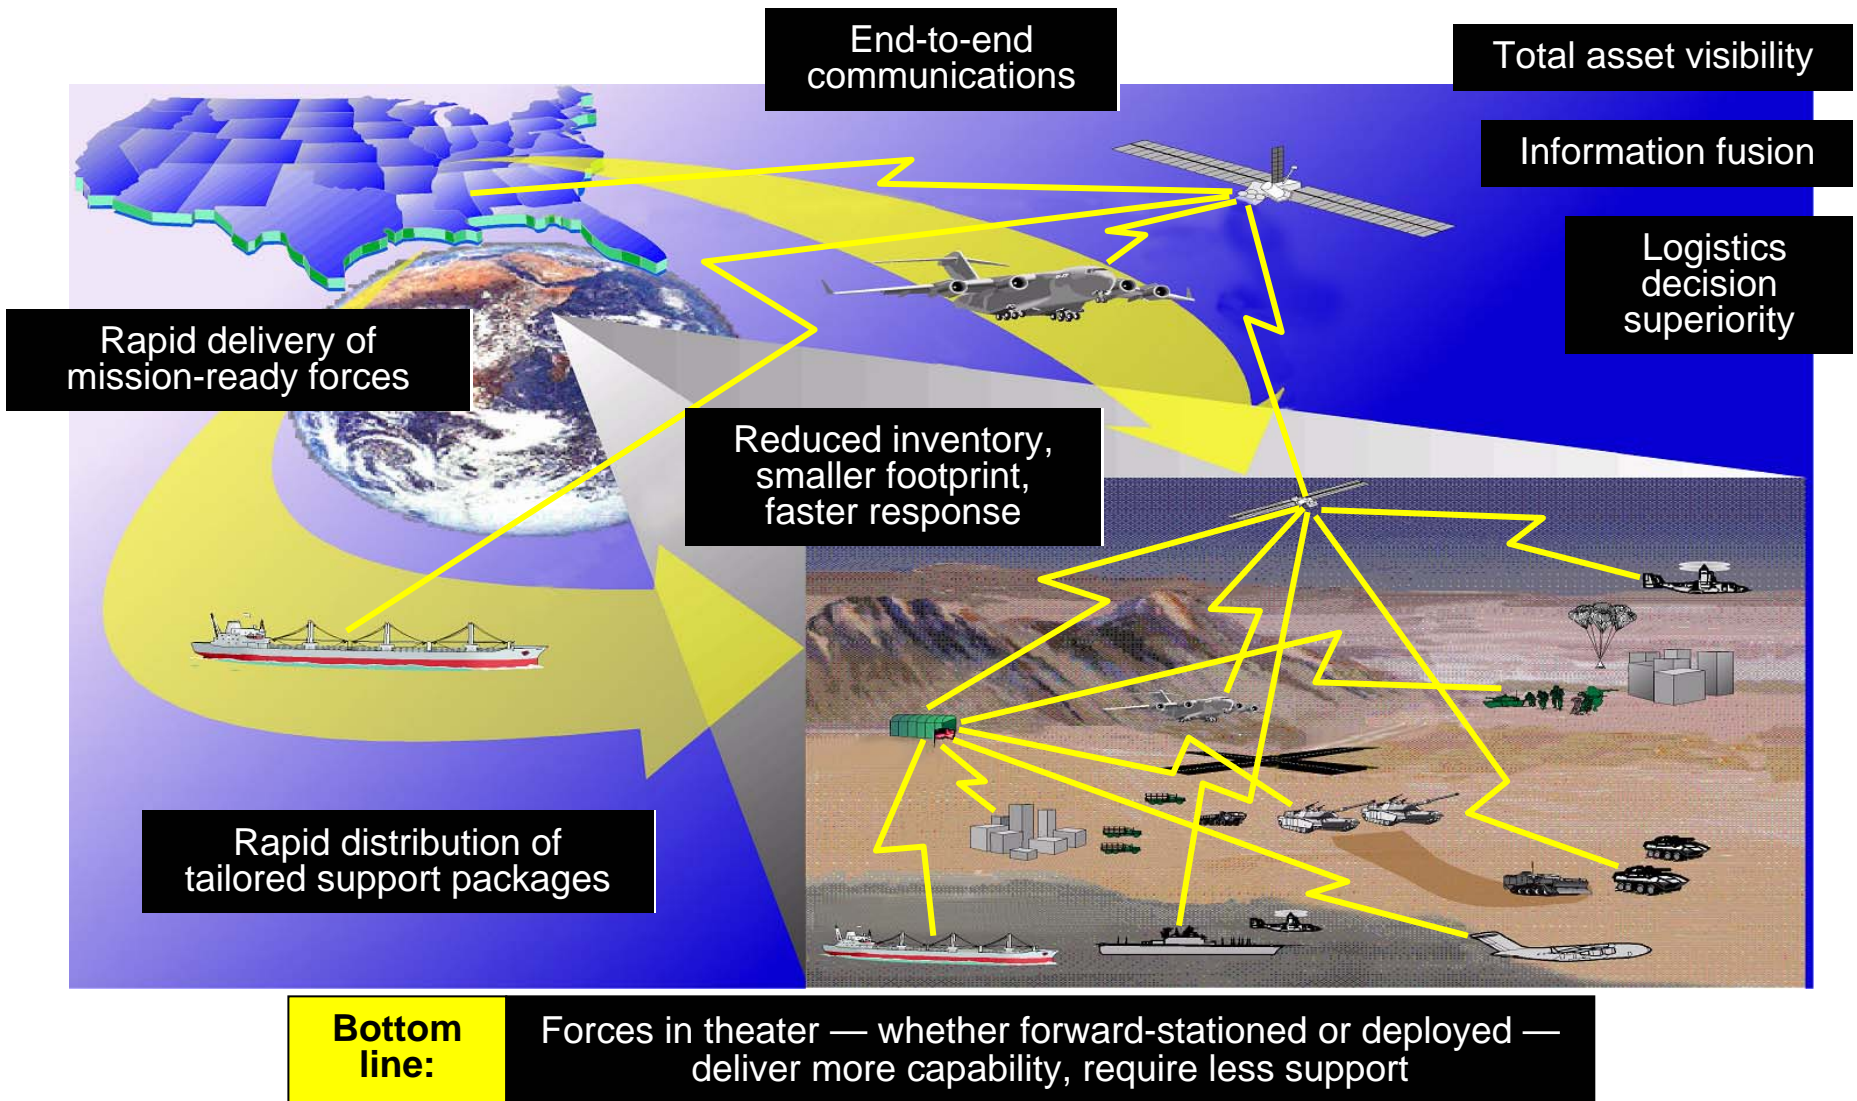 End-to-end
communications
Total asset visibility
Information fusion
Logistics
decision
superiority
Rapid delivery of
mission-ready forces
Reduced inventory,
smaller footprint,
faster response
Rapid distribution of
tailored support packages
Bottom
line:
Forces in theater — whether forward-stationed or deployed —
deliver more capability, require less support